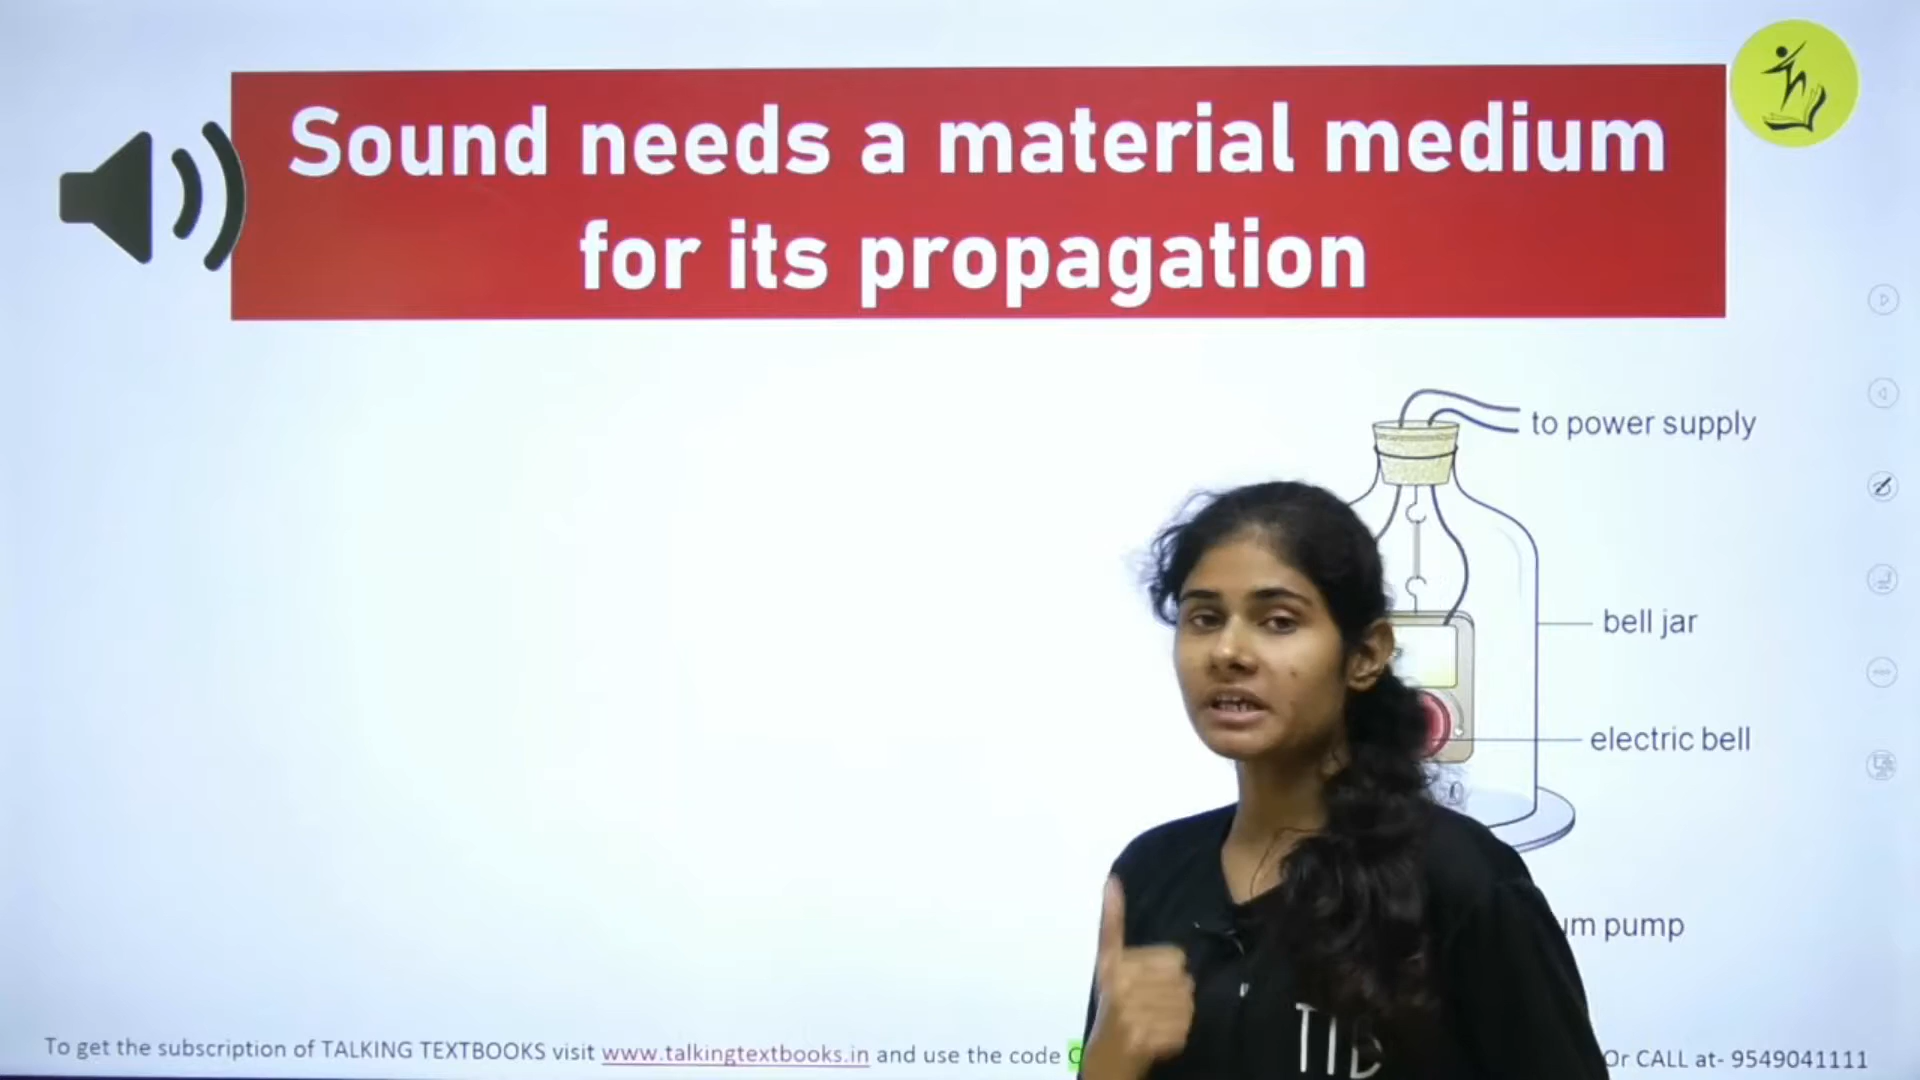 Sound needs a material medium
for its propagation
to power supply
bell jar
electric bell
pump
To get the subscription of TALKING TEXTBOOKS visit www.talkingtextbooks.in and use the code
Or CALL at- 9549041111